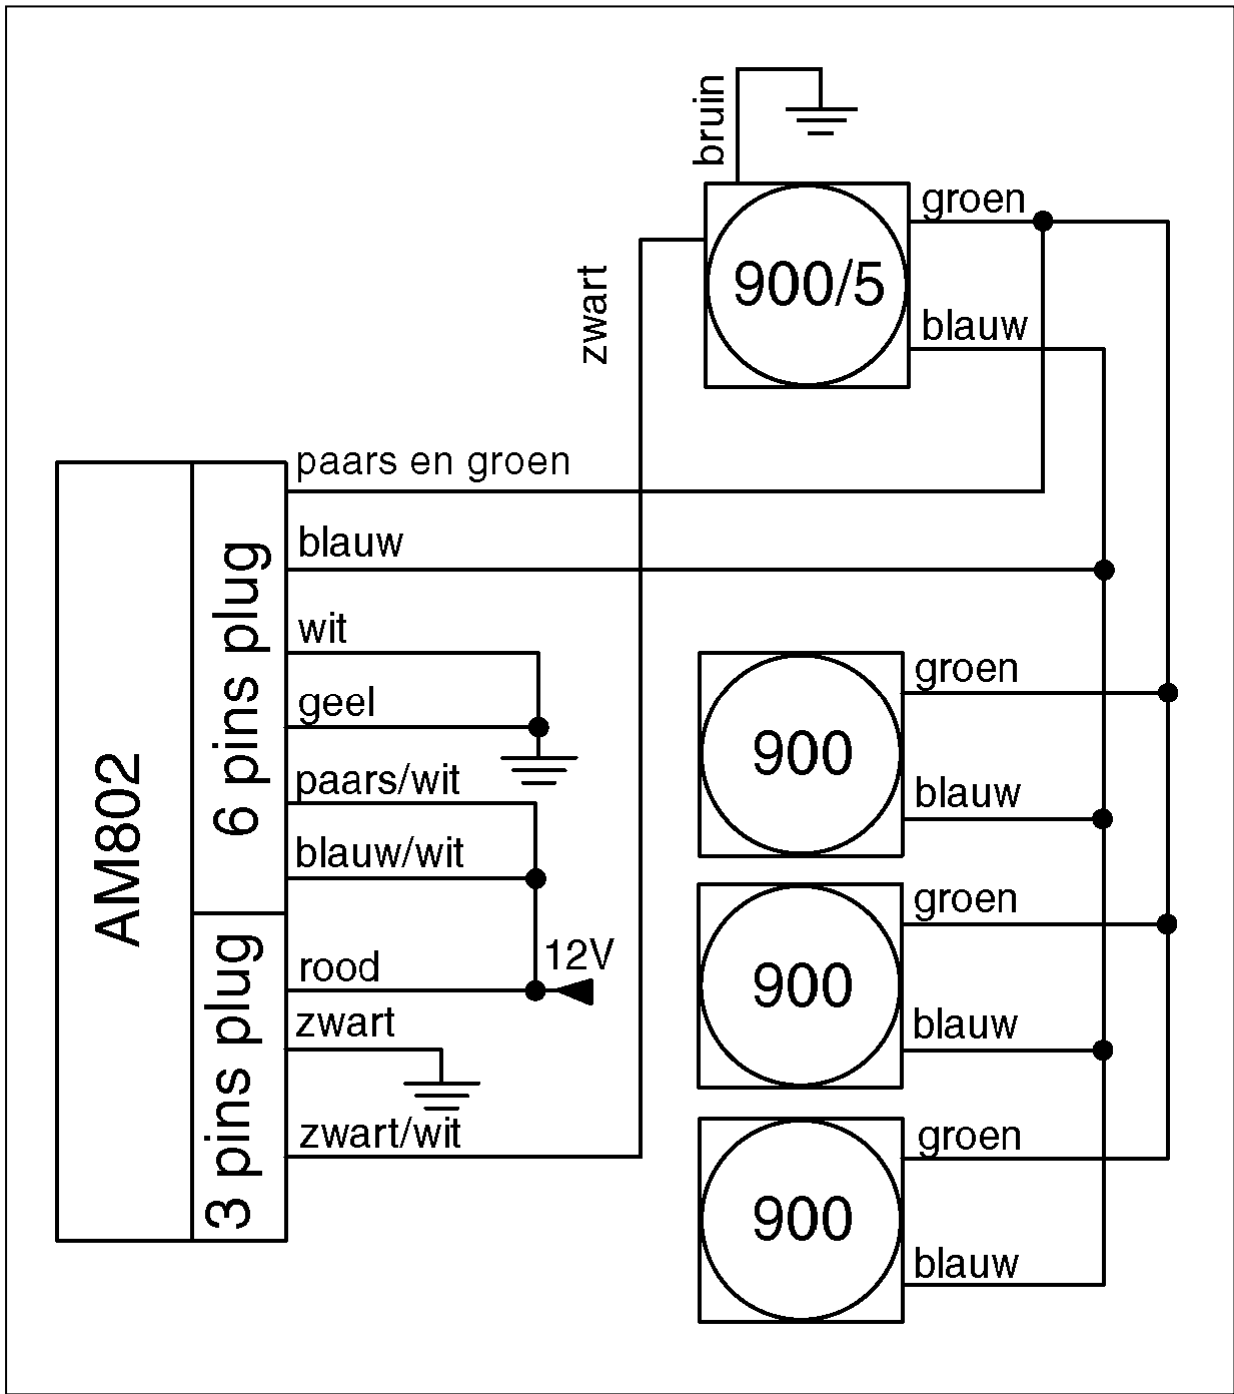 bruin
groen
900/5
zwart
blauw
paars en groen
blauw
wit
geel
paars/wit
blauw/wit
rood
12V
zwart
zwart/wit
AM802
6 pins plug
3 pins plug
groen
900
blauw
groen
900
blauw
groen
900
blauw